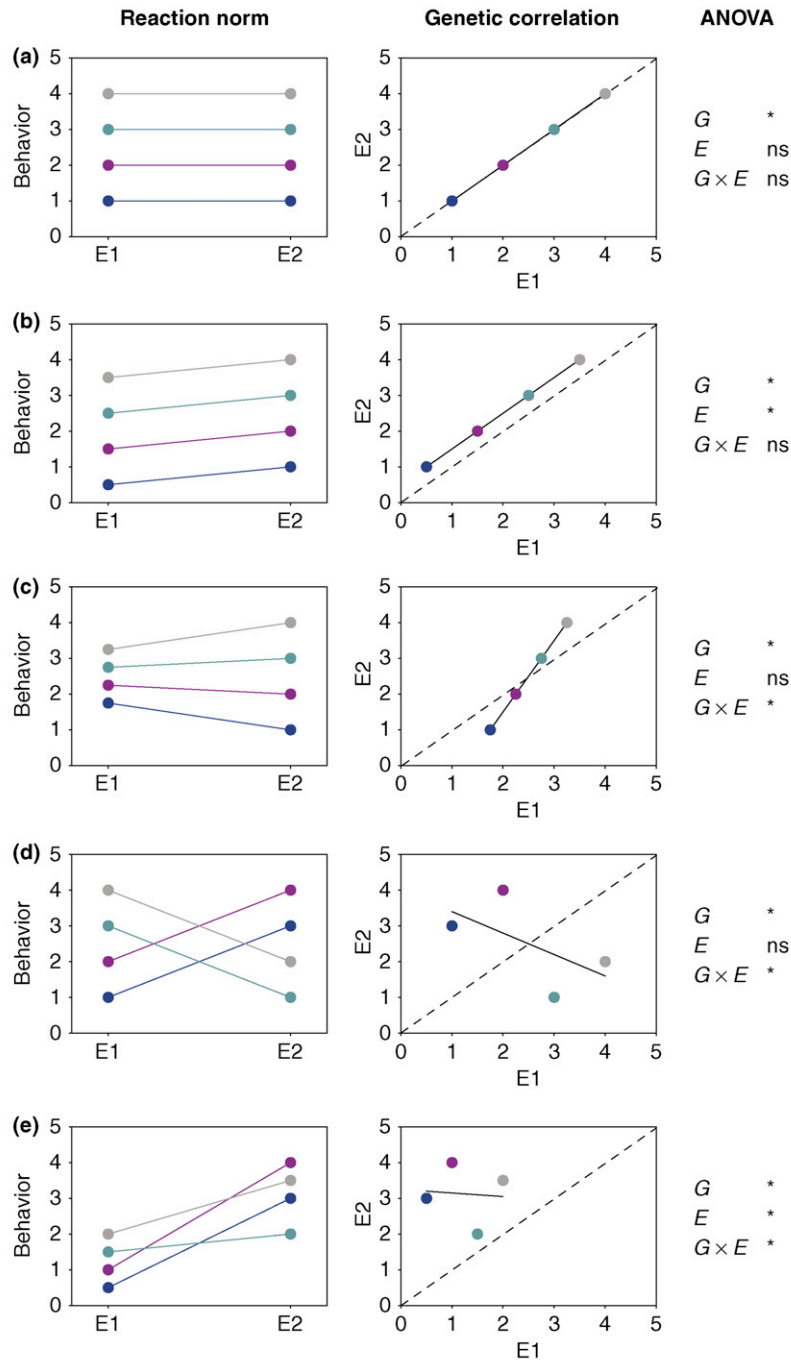 Reaction norm Genetic correlation ANOVA
(a)
5
4
3
2
1
0
Behavior
E1 E2
5
4
3
2
1
0
E2
0 1 2 3 4 5
E1
G *
E ns
G × E ns
(b)
5
4
3
2
1
0
Behavior
E1 E2
5
4
3
2
1
0
E2
0 1 2 3 4 5
E1
G *
E *
G × E ns
(c)
5
4
3
2
1
0
Behavior
E1 E2
5
4
3
2
1
0
E2
0 1 2 3 4 5
E1
G *
E ns
G × E *
(d)
5
4
3
2
1
0
Behavior
E1 E2
5
4
3
2
1
0
E2
0 1 2 3 4 5
E1
G *
E ns
G × E *
(e)
5
4
3
2
1
0
Behavior
E1 E2
5
4
3
2
1
0
E2
0 1 2 3 4 5
E1
G *
E *
G × E *